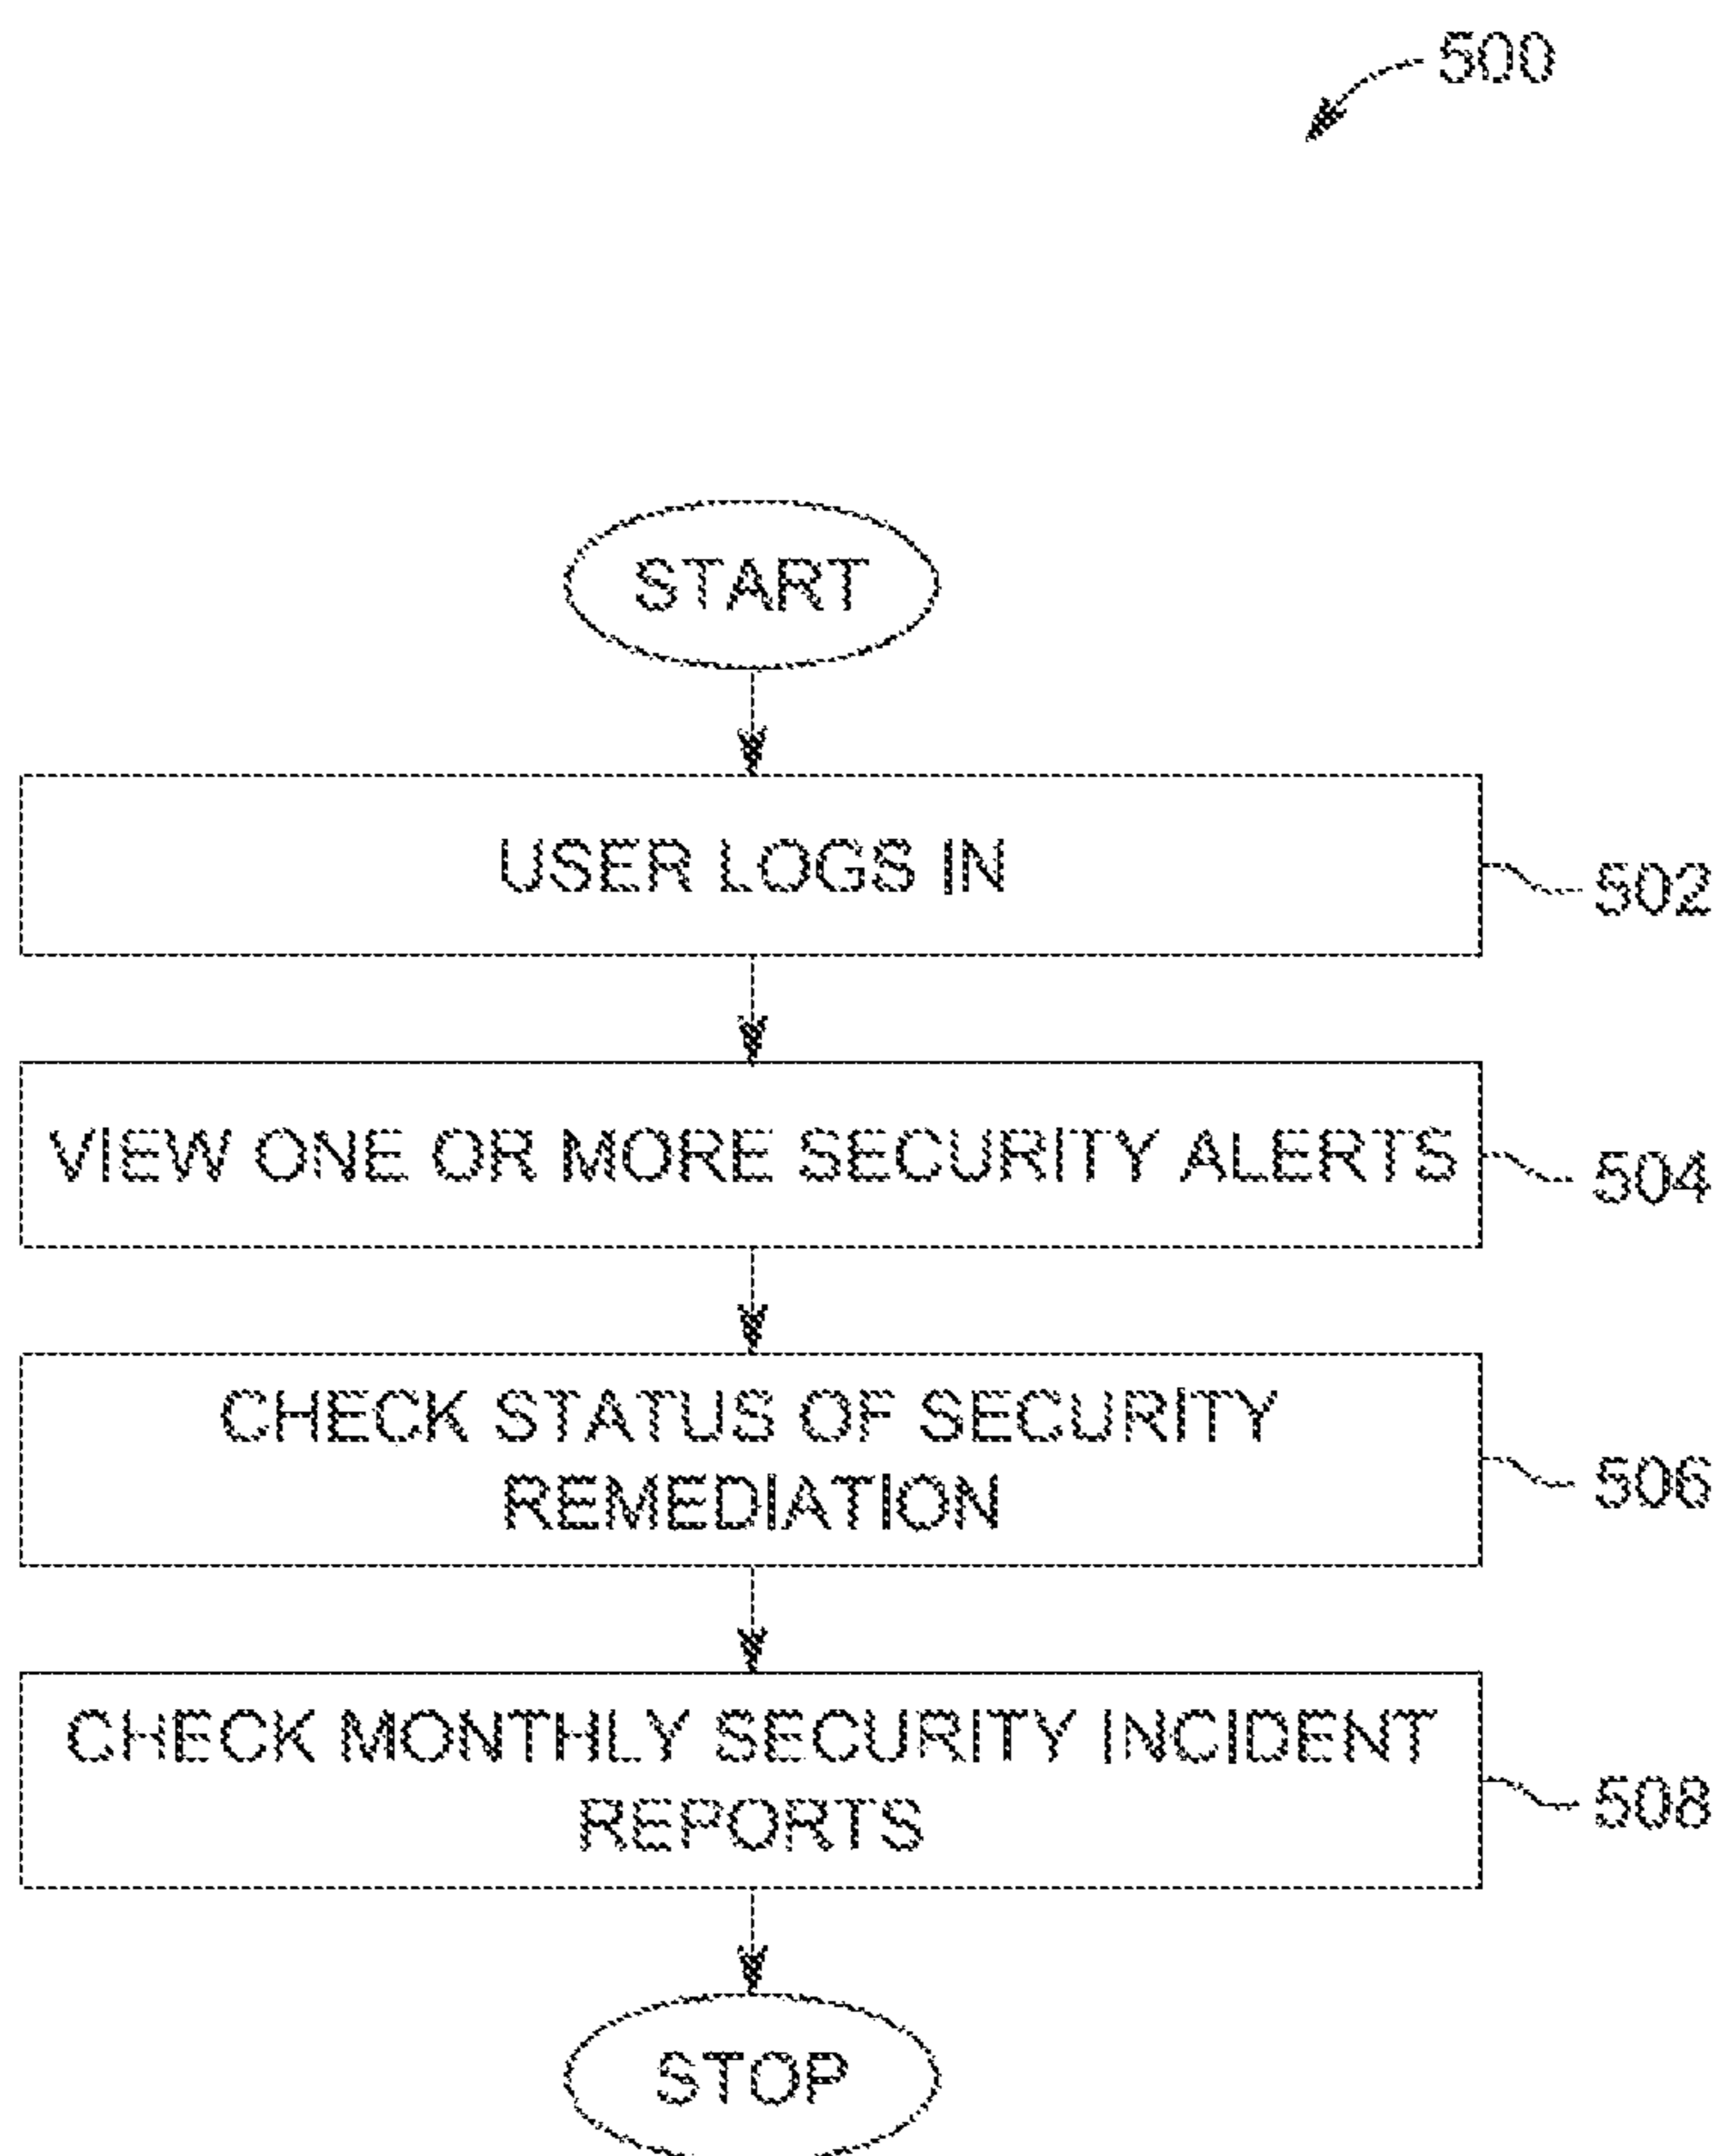 500
START
USER LOGS IN
502
VIEW ONE OR MORE SECURITY ALERTS
504
CHECK STATUS OF SECURITY
REMEDIATION
506
CHECK MONTHLY SECURITY INCIDENT
REPORTS
508
STOP